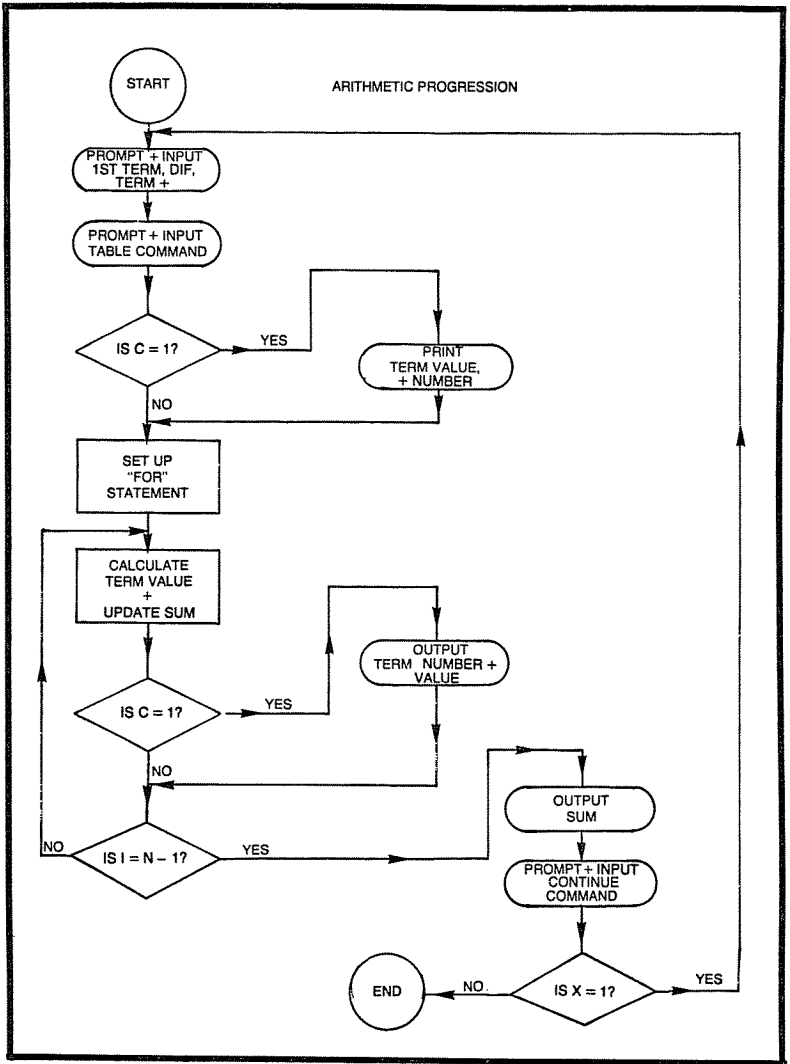 START
ARITHMETIC PROGRESSION
PROMPT + INPUT
1ST TERM, DIF,
TERM +
PROMPT + INPUT
TABLE COMMAND
IS C = 1?
YES
PRINT
TERM VALUE,
+ NUMBER
NO
SET UP
"FOR"
STATEMENT
CALCULATE
TERM VALUE
+
UPDATE SUM
OUTPUT
TERM NUMBER +
VALUE
IS C = 1?
YES
NO
OUTPUT
SUM
NO
IS I = N - 1?
YES
PROMPT + INPUT
CONTINUE
COMMAND
END
NO.
IS X = 1?
YES